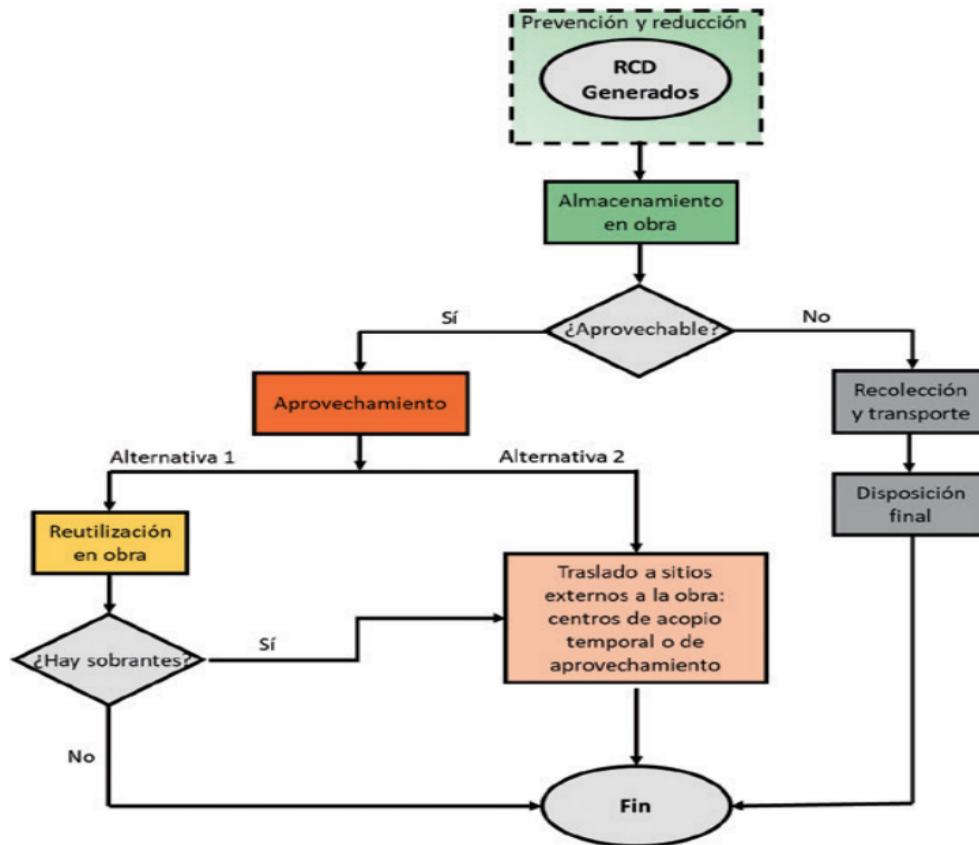 Prevención y reducción
RCD
Generados
Almacenamiento
en obra
¿Aprovechable?
Sí
No
Aprovechamiento
Recolección
y transporte
Alternativa 1
Alternativa 2
Disposición
final
Reutilización
en obra
Traslado a sitios
externos a la obra:
centros de acopio
temporal o de
aprovechamiento
¿Hay sobrantes?
Sí
No
Fin